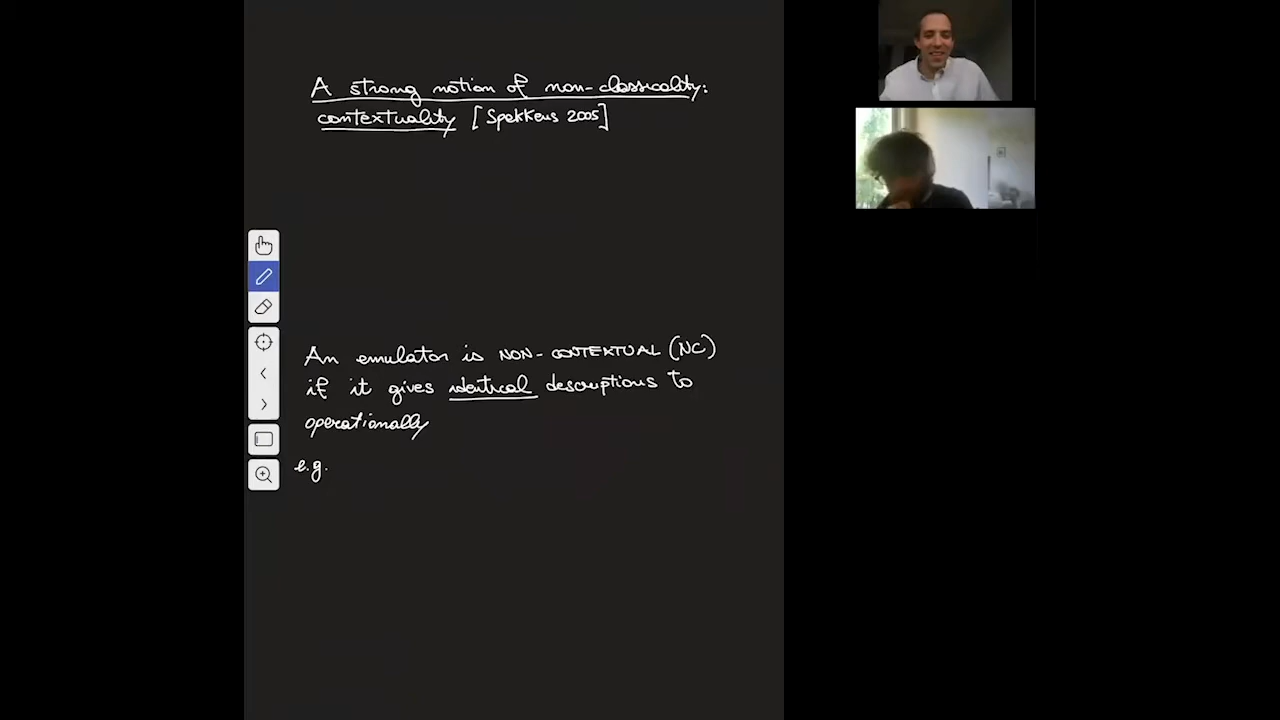 A strong notion of non-classicality:
contextuality [Spekkens 2005]
An emulator is NON-CONTEXTUAL (NC)
if it gives identical descriptions to
operationally
e.g.